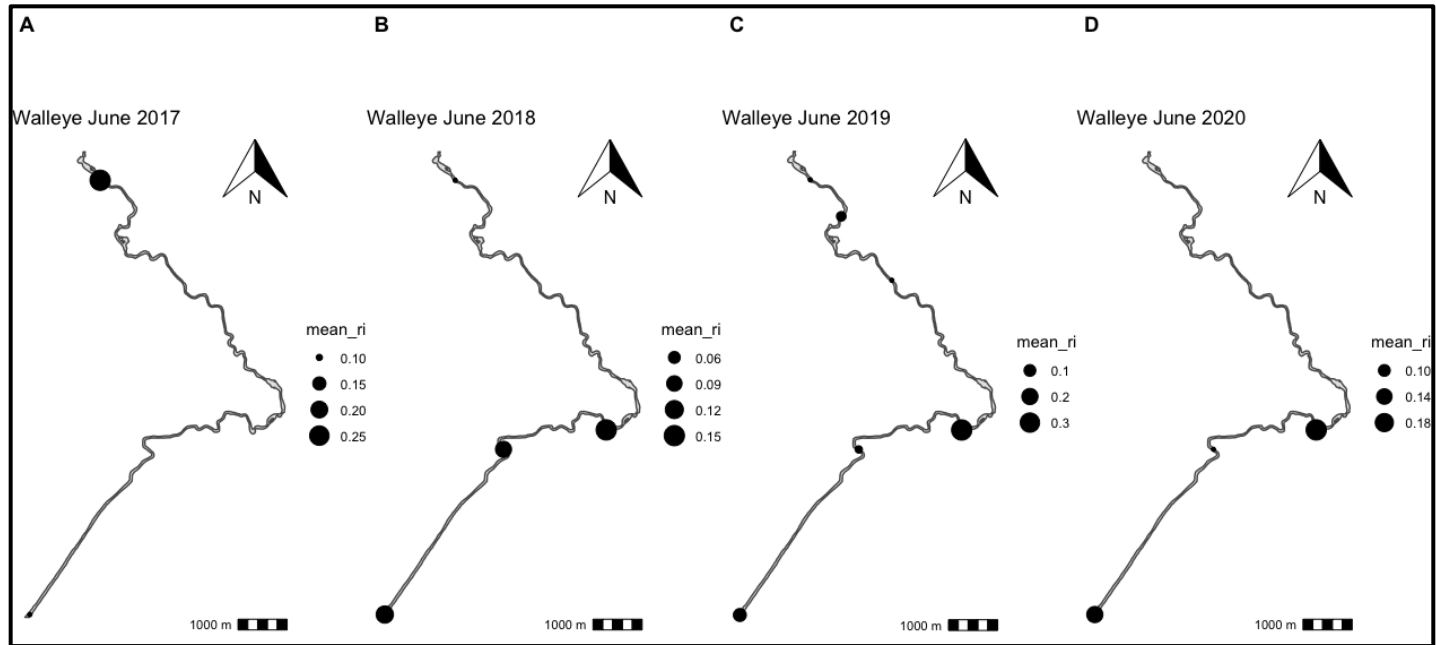 A
B
C
D
Walleye June 2017
Walleye June 2018
Walleye June 2019
Walleye June 2020
N
N
N
N
mean_ri
0.10
0.15
0.20
0.25
mean_ri
0.06
0.09
0.12
0.15
mean_ri
0.1
0.2
0.3
mean_ri
0.10
0.14
0.18
1000 m
1000 m
1000 m
1000 m